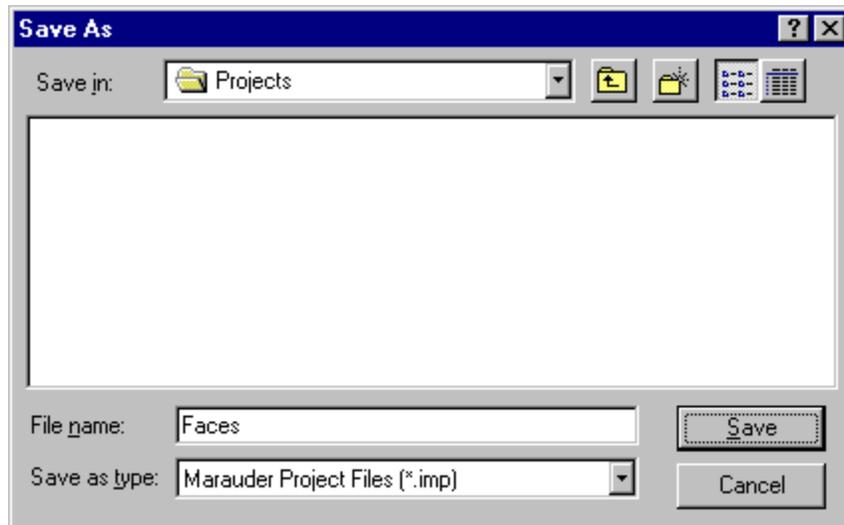 Save As
Save in: Projects
File name: Faces Save
Save as type: Marauder Project Files (*.imp) Cancel